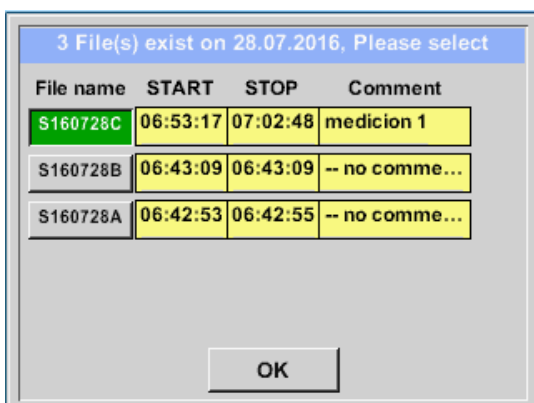 3 File(s) exist on 28.07.2016, Please select
File name START STOP Comment
S160728C 06:53:17 07:02:48 medicion 1
S160728B 06:43:09 06:43:09 -- no comme...
S160728A 06:42:53 06:42:55 -- no comme...
OK